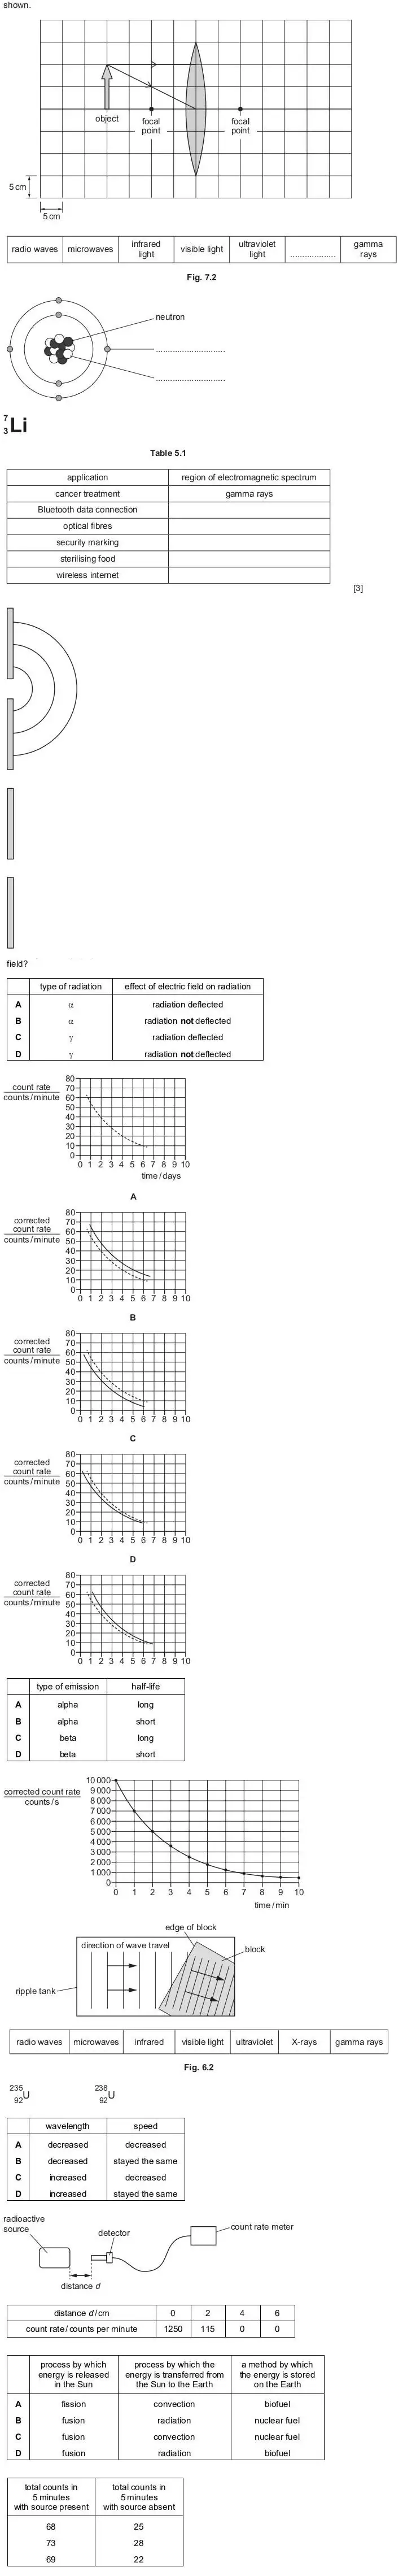 shown.
object
focal
point
focal
point
5 cm
5 cm
radio waves microwaves infrared light visible light ultraviolet light .................... gamma rays
Fig. 7.2
neutron
..............................
...............................
7
3 Li
Table 5.1
application region of electromagnetic spectrum
cancer treatment gamma rays
Bluetooth data connection
optical fibres
security marking
sterilising food
wireless internet
[3]
field?
type of radiation effect of electric field on radiation
A α radiation deflected
B α radiation not deflected
C γ radiation deflected
D γ radiation not deflected
count rate
counts / minute
80
70
60
50
40
30
20
10
0
0 1 2 3 4 5 6 7 8 9 10
time / days
A
corrected
count rate
counts / minute
80
70
60
50
40
30
20
10
0
0 1 2 3 4 5 6 7 8 9 10
B
corrected
count rate
counts / minute
80
70
60
50
40
30
20
10
0
0 1 2 3 4 5 6 7 8 9 10
C
corrected
count rate
counts / minute
80
70
60
50
40
30
20
10
0
0 1 2 3 4 5 6 7 8 9 10
D
corrected
count rate
counts / minute
80
70
60
50
40
30
20
10
0
0 1 2 3 4 5 6 7 8 9 10
type of emission half-life
A alpha long
B alpha short
C beta long
D beta short
corrected count rate
counts / s
10 000
9 000
8 000
7 000
6 000
5 000
4 000
3 000
2 000
1 000
0
0 1 2 3 4 5 6 7 8 9 10
time / min
edge of block
direction of wave travel
block
ripple tank
radio waves microwaves infrared visible light ultraviolet X-rays gamma rays
Fig. 6.2
235 238
92 U 92 U
wavelength speed
A decreased decreased
B decreased stayed the same
C increased decreased
D increased stayed the same
radioactive
source
detector
count rate meter
distance d
distance d / cm 0 2 4 6
count rate / counts per minute 1250 115 0 0
process by which process by which the a method by which
energy is released energy is transferred from the energy is stored
in the Sun the Sun to the Earth on the Earth
A fission convection biofuel
B fusion radiation nuclear fuel
C fusion convection nuclear fuel
D fusion radiation biofuel
total counts in total counts in
5 minutes 5 minutes
with source present with source absent
68 25
73 28
69 22